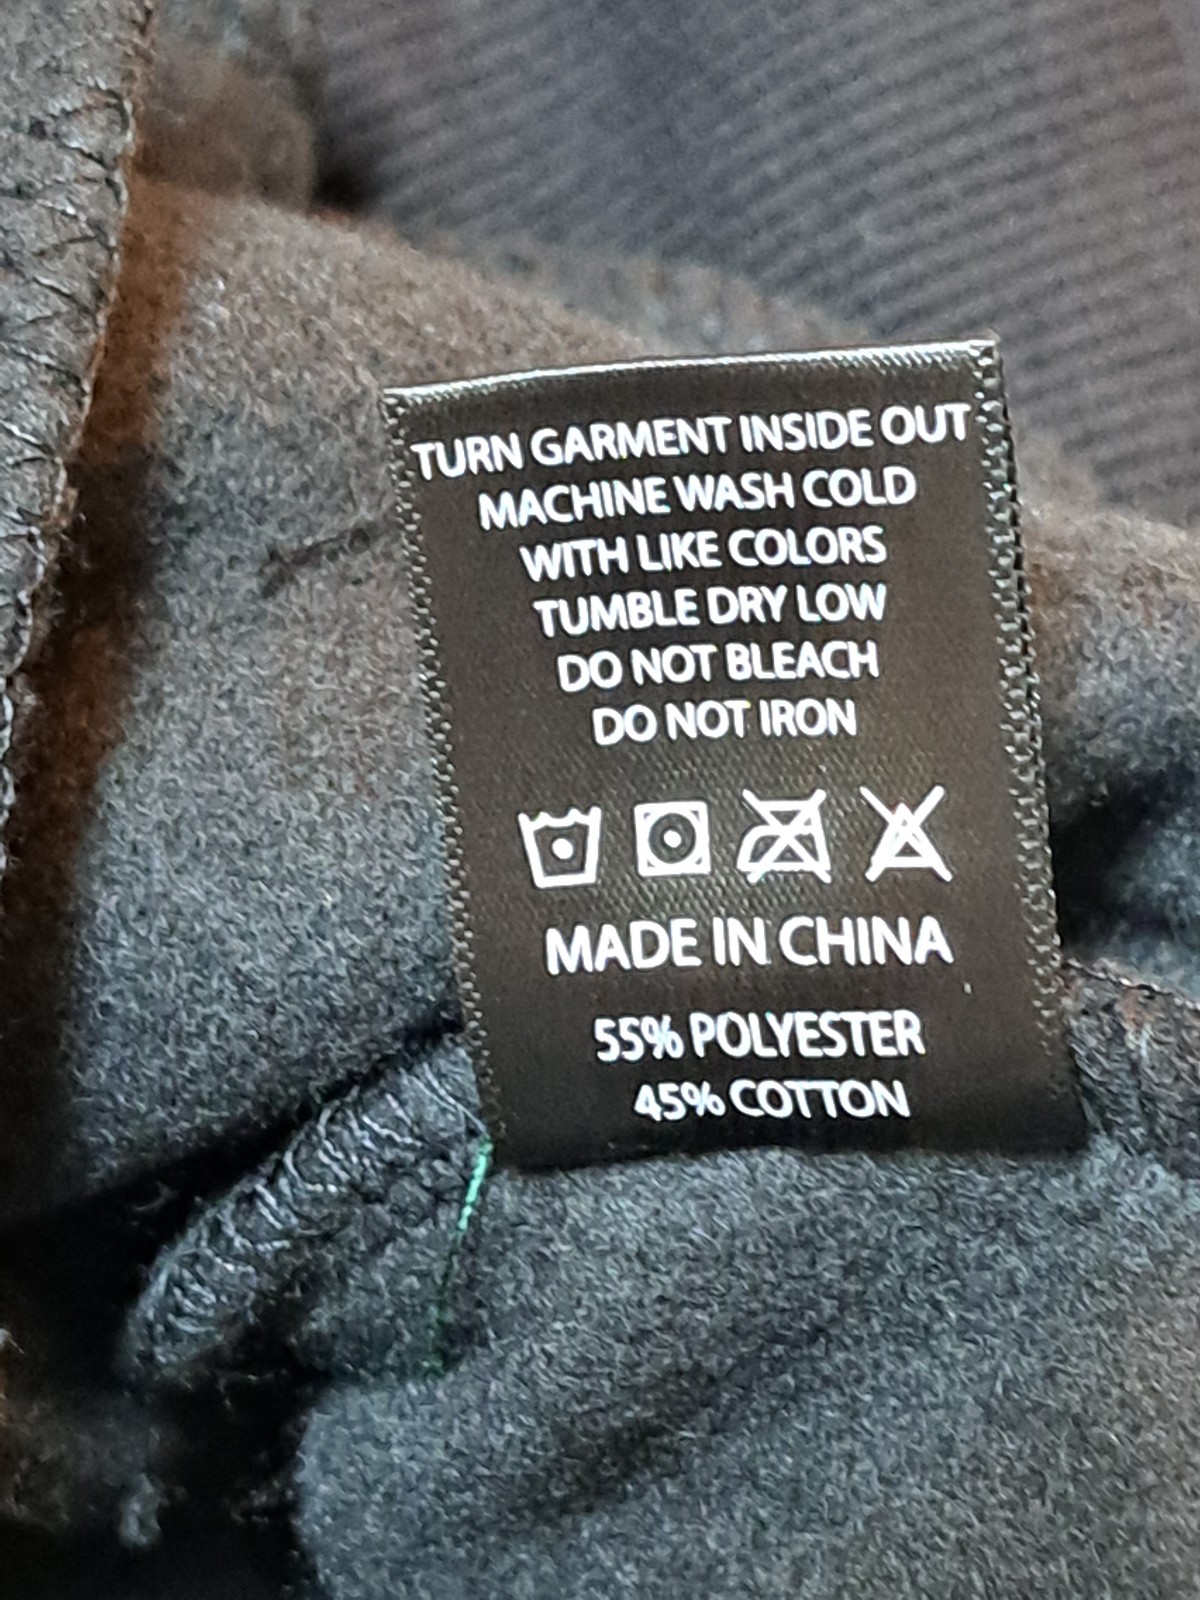 TURN GARMENT INSIDE OUT
MACHINE WASH COLD
WITH LIKE COLORS
TUMBLE DRY LOW
DO NOT BLEACH
DO NOT IRON
MADE IN CHINA
55% POLYESTER
45% COTTON